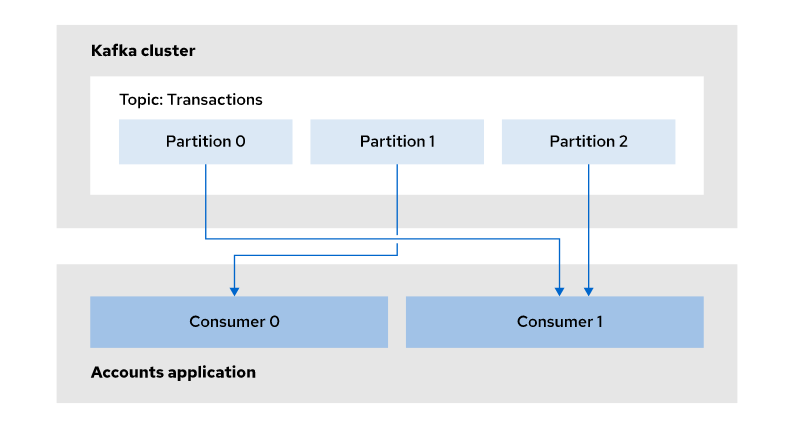 Kafka cluster
Topic: Transactions
Partition 0
Partition 1
Partition 2
Consumer 0
Consumer 1
Accounts application